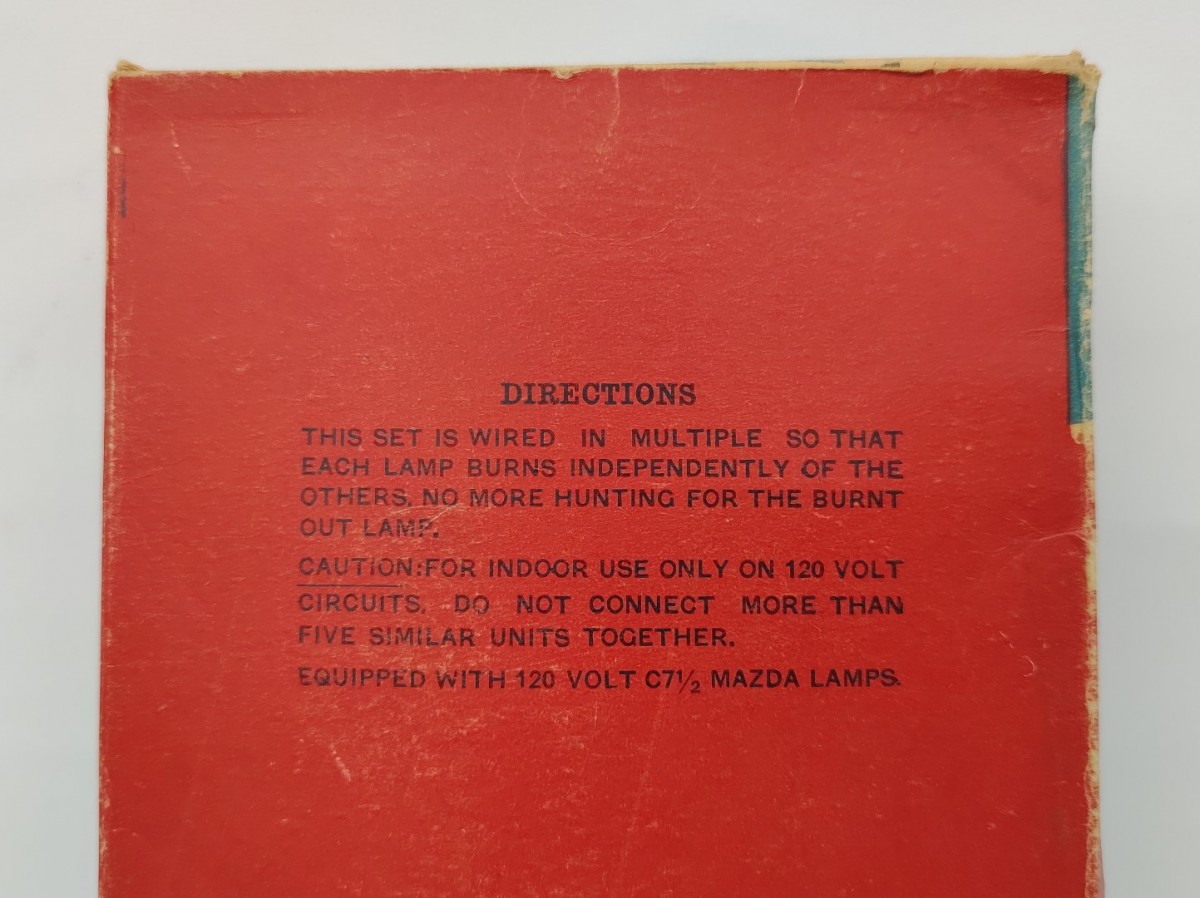 DIRECTIONS
THIS SET IS WIRED IN MULTIPLE SO THAT
EACH LAMP BURNS INDEPENDENTLY OF THE
OTHERS. NO MORE HUNTING FOR THE BURNT
OUT LAMP.
CAUTION: FOR INDOOR USE ONLY ON 120 VOLT
CIRCUITS. DO NOT CONNECT MORE THAN
FIVE SIMILAR UNITS TOGETHER.
EQUIPPED WITH 120 VOLT C7½ MAZDA LAMPS.